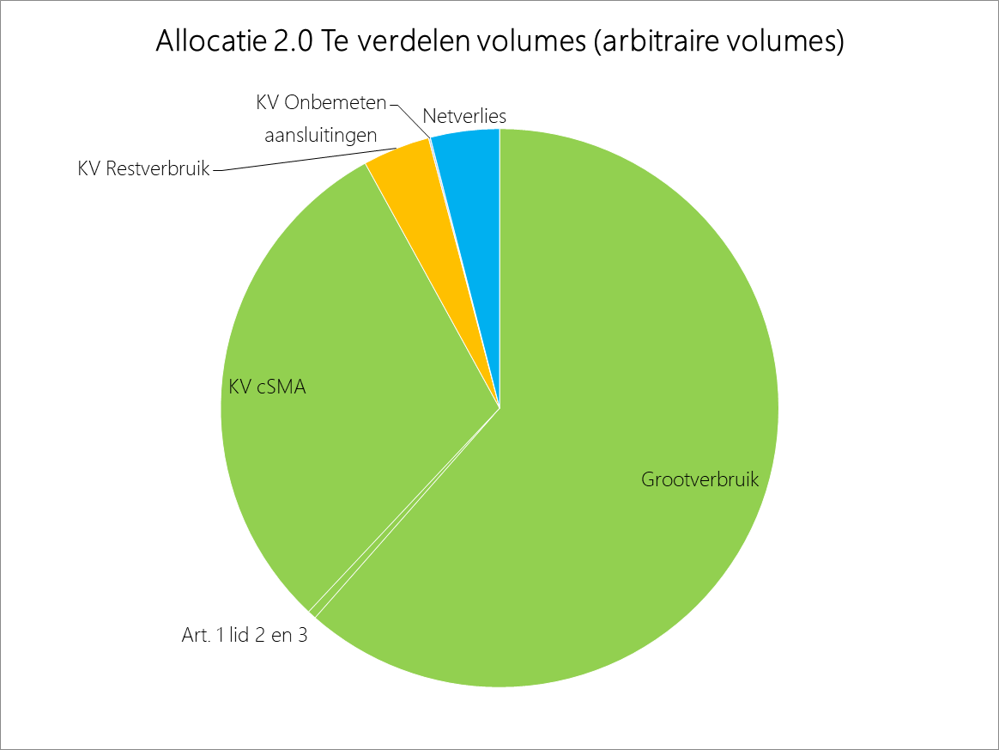 Allocatie 2.0 Te verdelen volumes (arbitraire volumes)
KV Onbemeten
aansluitingen
Netverlies
KV Restverbruik
KV cSMA
Grootverbruik
Art. 1 lid 2 en 3